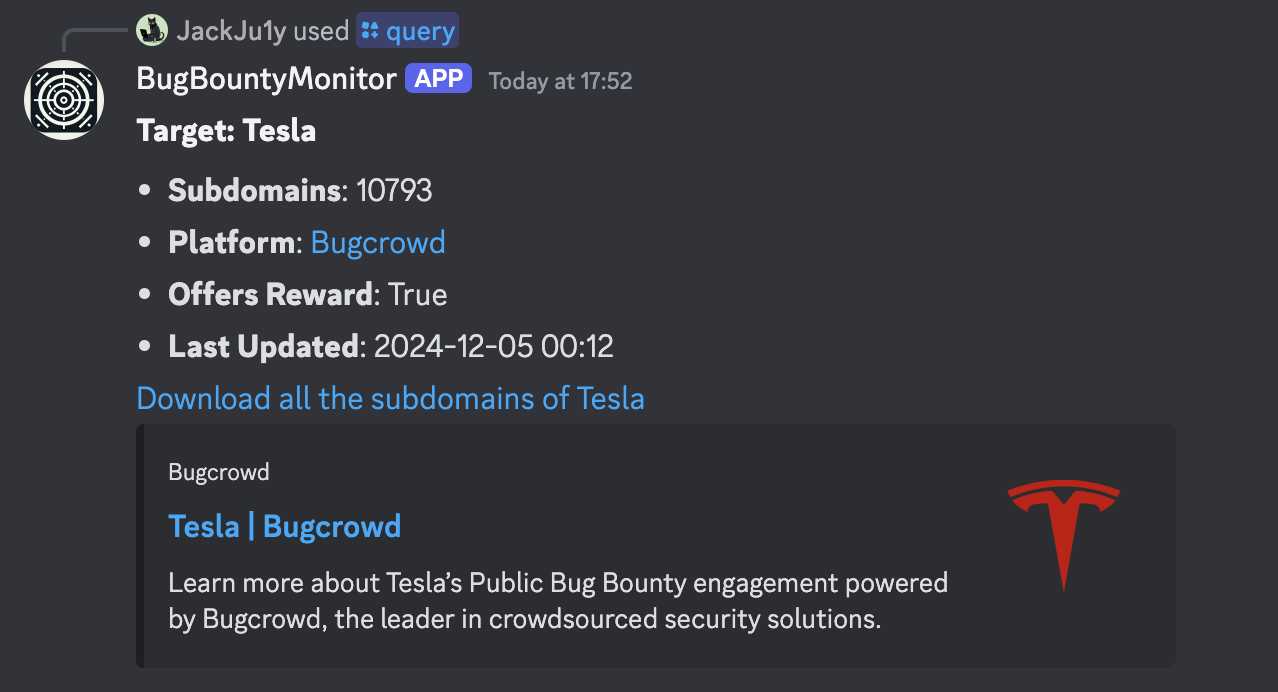 JackJu1y used query
BugBountyMonitor APP Today at 17:52
Target: Tesla
• Subdomains: 10793
• Platform: Bugcrowd
• Offers Reward: True
• Last Updated: 2024-12-05 00:12
Download all the subdomains of Tesla
Bugcrowd
Tesla | Bugcrowd
Learn more about Tesla’s Public Bug Bounty engagement powered
by Bugcrowd, the leader in crowdsourced security solutions.